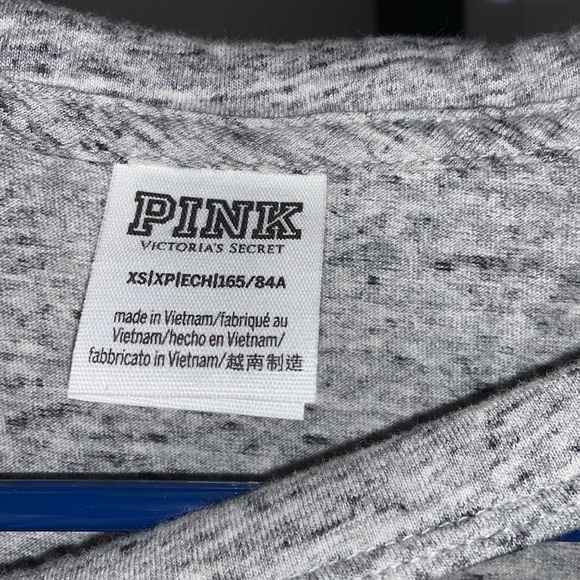 PINK
VICTORIA'S SECRET
XS|XP|ECH|165/84A
made in Vietnam/fabriqué au
Vietnam/hecho en Vietnam/
fabbricato in Vietnam/越南制造